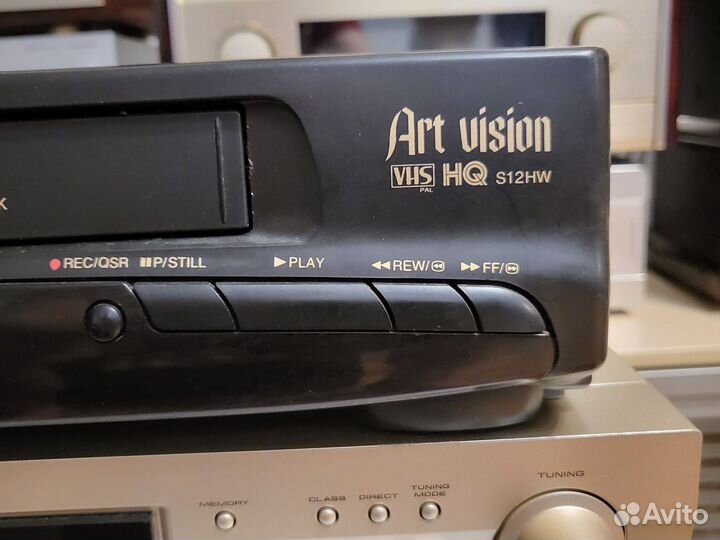 Art vision
VHS HQ S12HW
PAL
K
● REC/QSR ▮▮P/STILL ▶PLAY ◀◀REW/ ▶▶FF/
MEMORY CLASS DIRECT TUNING MODE TUNING
Avito